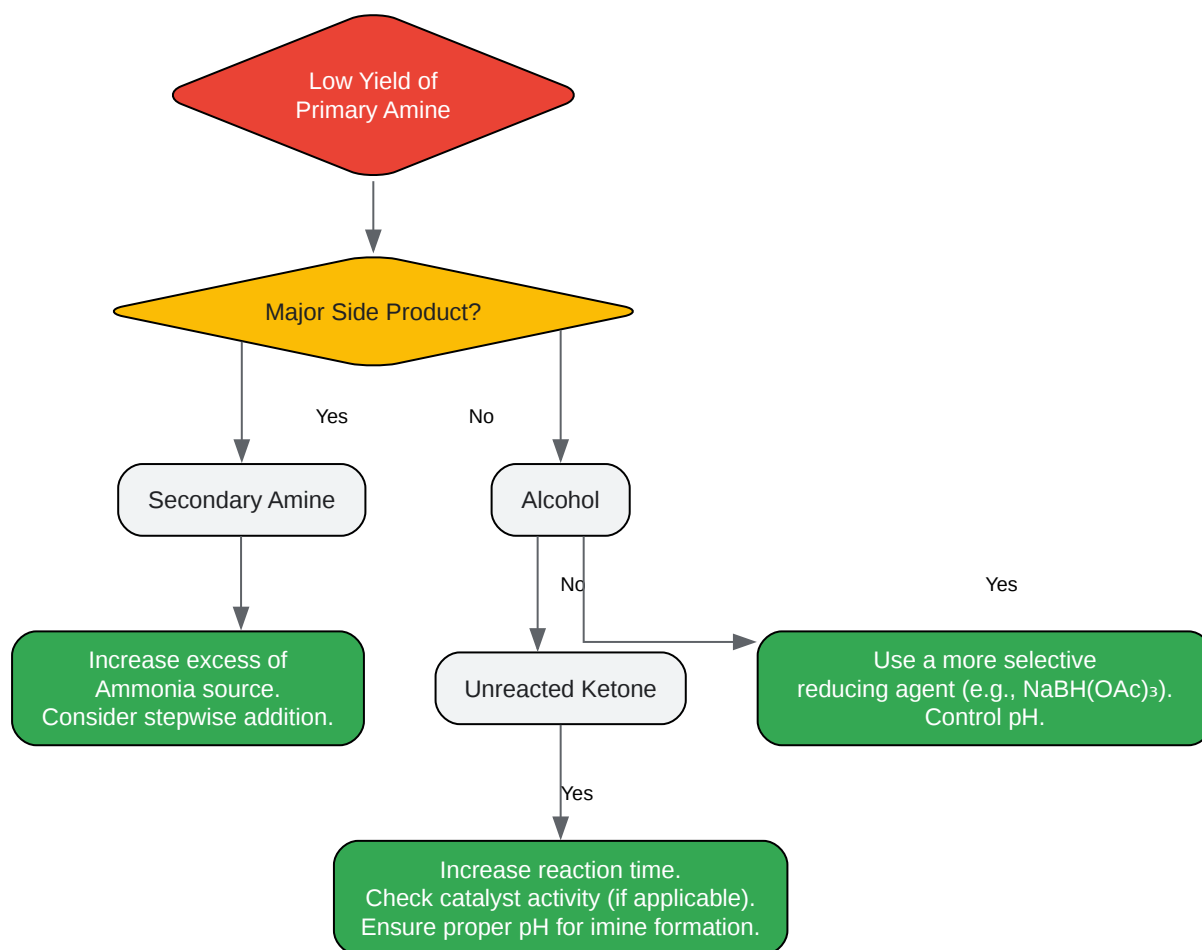 Low Yield of
Primary Amine
Major Side Product?
Yes
No
Secondary Amine
Alcohol
No
Yes
Increase excess of
Ammonia source.
Consider stepwise addition.
Unreacted Ketone
Use a more selective
reducing agent (e.g., NaBH(OAc)₃).
Control pH.
Yes
Increase reaction time.
Check catalyst activity (if applicable).
Ensure proper pH for imine formation.